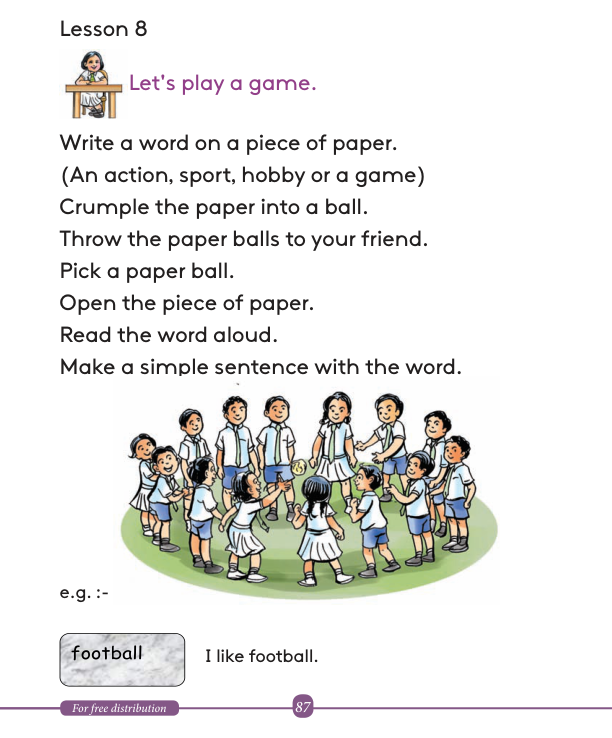 Lesson 8
Let's play a game.
Write a word on a piece of paper.
(An action, sport, hobby or a game)
Crumple the paper into a ball.
Throw the paper balls to your friend.
Pick a paper ball.
Open the piece of paper.
Read the word aloud.
Make a simple sentence with the word.
e.g. :-
football
I like football.
For free distribution
87